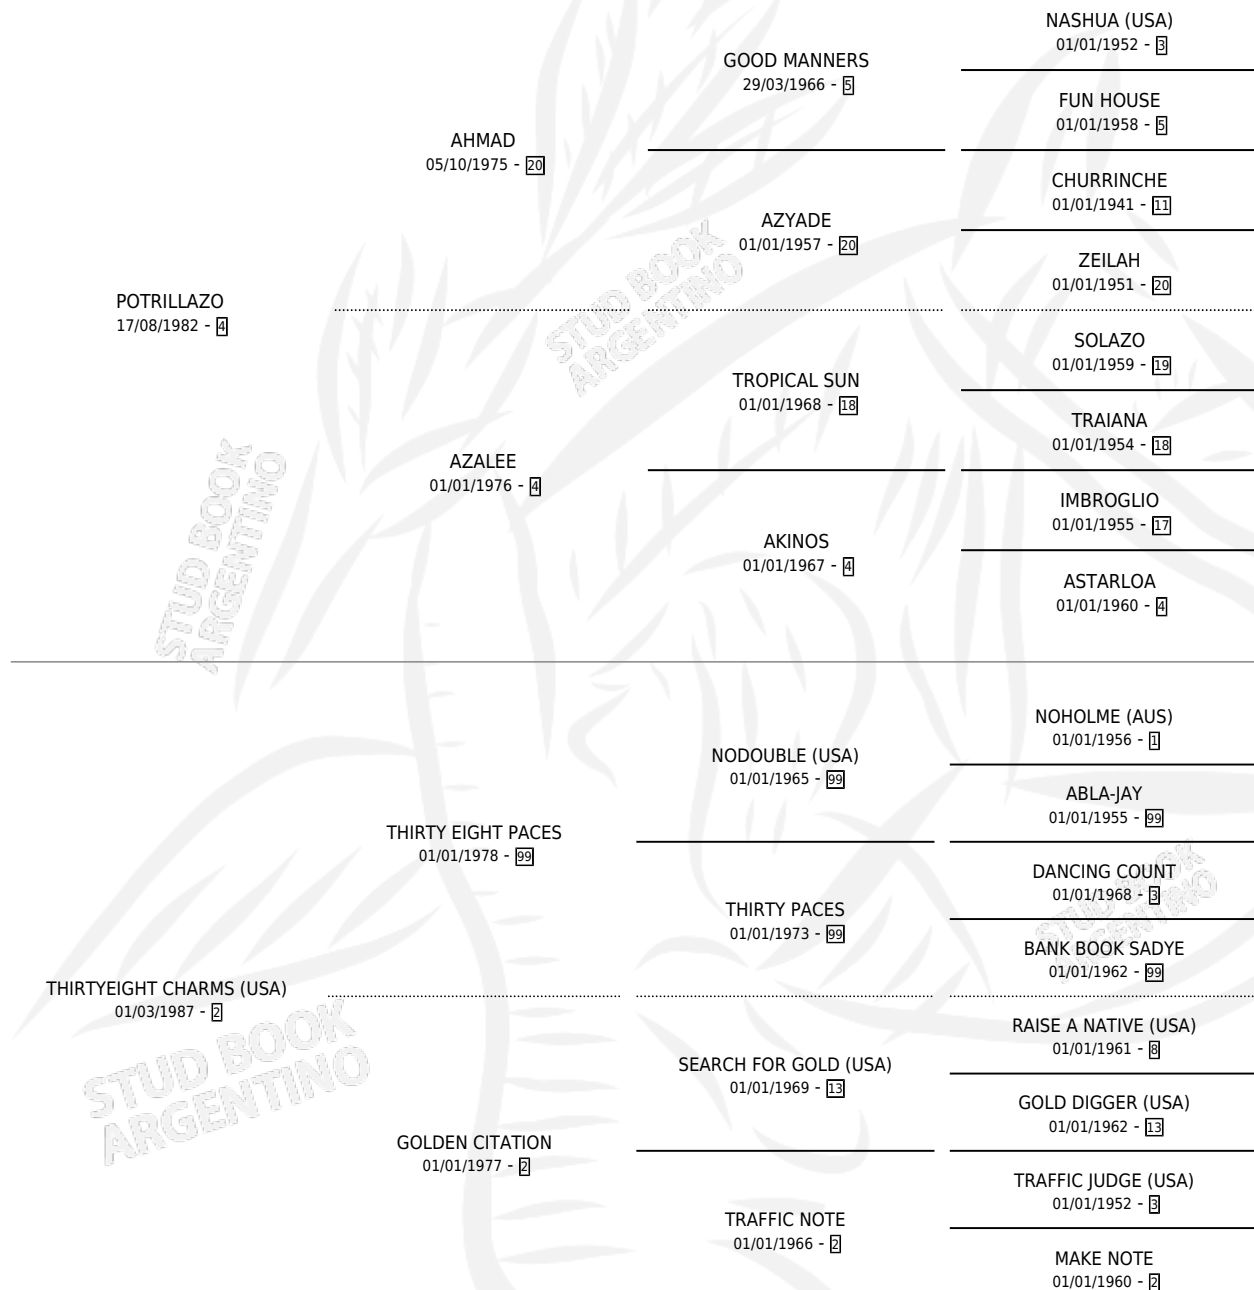 POTRILLAZO
17/08/1982 - 4
AHMAD
05/10/1975 - 20
GOOD MANNERS
29/03/1966 - 5
NASHUA (USA)
01/01/1952 - 3
FUN HOUSE
01/01/1958 - 5
AZYADE
01/01/1957 - 20
CHURRINCHE
01/01/1941 - 11
ZEILAH
01/01/1951 - 20
AZALEE
01/01/1976 - 4
TROPICAL SUN
01/01/1968 - 18
SOLAZO
01/01/1959 - 19
TRAIANA
01/01/1954 - 18
AKINOS
01/01/1967 - 4
IMBROGLIO
01/01/1955 - 17
ASTARLOA
01/01/1960 - 4
THIRTYEIGHT CHARMS (USA)
01/03/1987 - 2
THIRTY EIGHT PACES
01/01/1978 - 99
NODOUBLE (USA)
01/01/1965 - 99
NOHOLME (AUS)
01/01/1956 - 1
ABLA-JAY
01/01/1955 - 99
THIRTY PACES
01/01/1973 - 99
DANCING COUNT
01/01/1968 - 3
BANK BOOK SADYE
01/01/1962 - 99
GOLDEN CITATION
01/01/1977 - 2
SEARCH FOR GOLD (USA)
01/01/1969 - 13
RAISE A NATIVE (USA)
01/01/1961 - 8
GOLD DIGGER (USA)
01/01/1962 - 13
TRAFFIC NOTE
01/01/1966 - 2
TRAFFIC JUDGE (USA)
01/01/1952 - 3
MAKE NOTE
01/01/1960 - 2
STUD BOOK
ARGENTINO
STUD BOOK
ARGENTINO
STUD BOOK
ARGENTINO
STUD BOOK
ARGENTINO